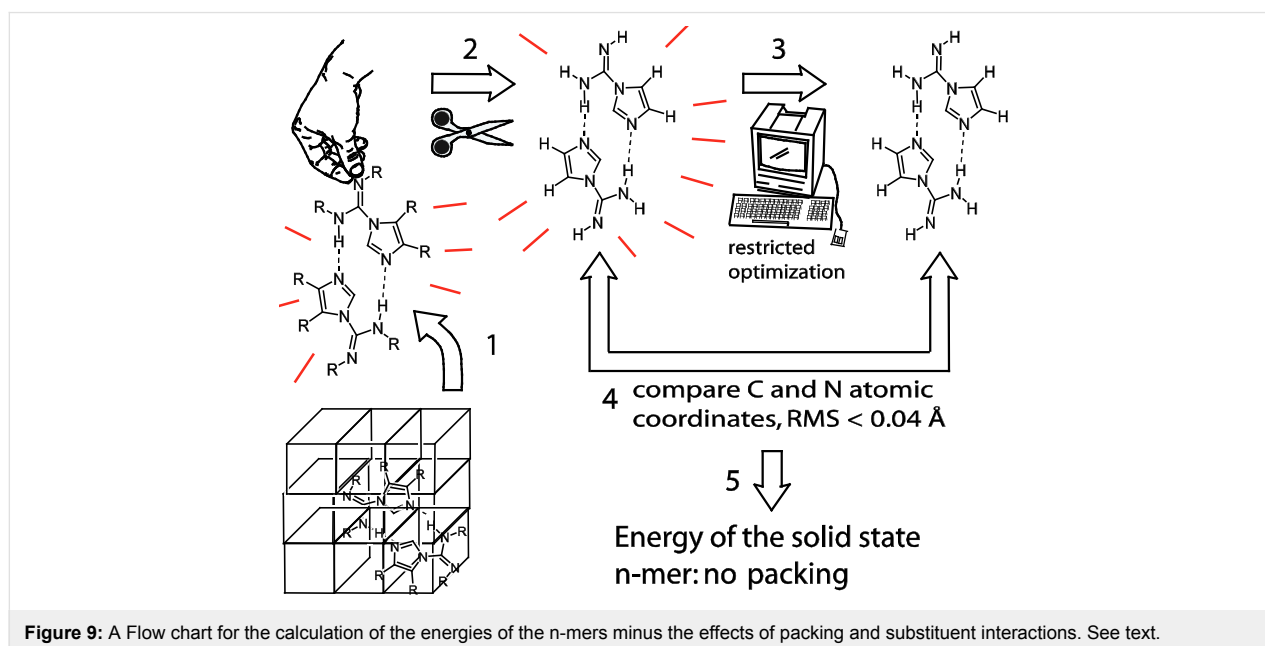 2
3
H
N
H
N
H
H
H
N
N
H
N
H
H
N
N
H
N
H
H
N
N
H
H
N
H
N
H
H
H
N
N
H
N
H
H
N
N
H
N
H
H
N
N
H
N
R
R
N
H
N
R
R
N
R
N
R
N
H
N
R
N
R
restricted
optimization
1
4 compare C and N atomic
coordinates, RMS < 0.04 Å
5
Energy of the solid state
n-mer: no packing
R
R
R
N
N
N
R
N
H
H
N
R
N
N
R
R
N
R
Figure 9: A Flow chart for the calculation of the energies of the n-mers minus the effects of packing and substituent interactions. See text.